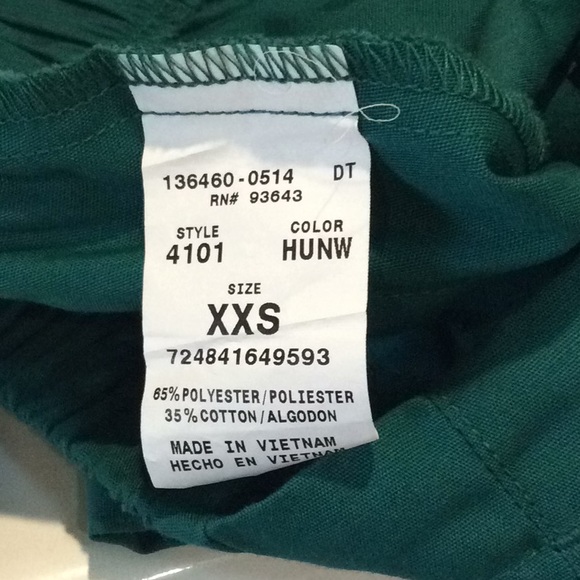 136460-0514 DT
RN# 93643
STYLE COLOR
4101 HUNW
SIZE
XXS
724841649593
65% POLYESTER/POLIESTER
35% COTTON/ALGODON
MADE IN VIETNAM
HECHO EN VIETNAM